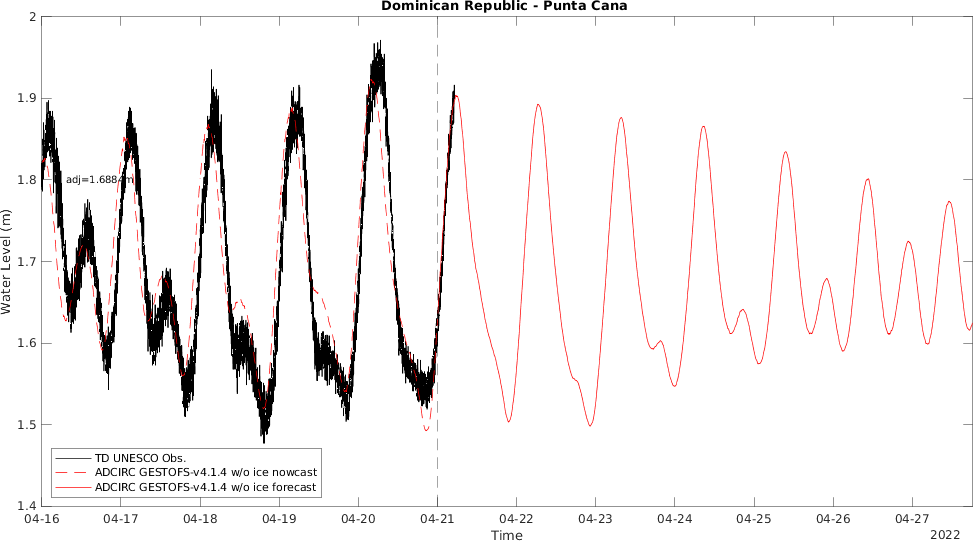 Dominican Republic - Punta Cana
2
1.9
1.8
1.7
1.6
1.5
1.4
Water Level (m)
adj=1.688 m
TD UNESCO Obs.
ADCIRC GESTOFS-v4.1.4 w/o ice nowcast
ADCIRC GESTOFS-v4.1.4 w/o ice forecast
04-16 04-17 04-18 04-19 04-20 04-21 04-22 04-23 04-24 04-25 04-26 04-27
Time
2022